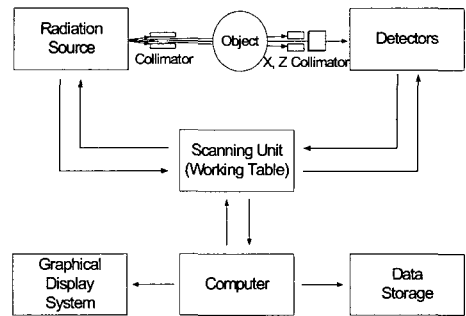 Radiation
Source
Collimator
Object
X, Z Collimator
Detectors
Scanning Unit
(Working Table)
Graphical
Display
System
Computer
Data
Storage